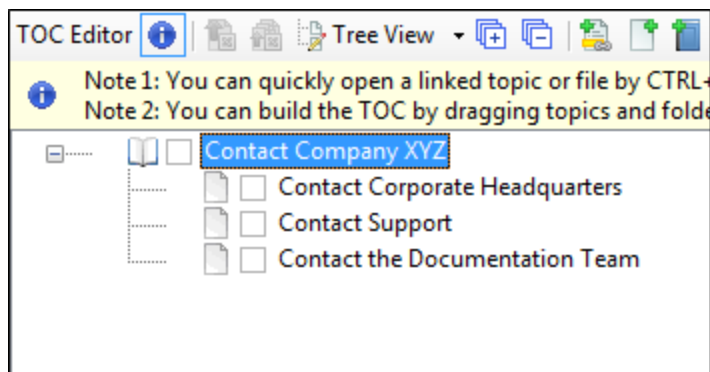 TOC Editor Tree View
Note 1: You can quickly open a linked topic or file by CTRL+
Note 2: You can build the TOC by dragging topics and folde
Contact Company XYZ
Contact Corporate Headquarters
Contact Support
Contact the Documentation Team